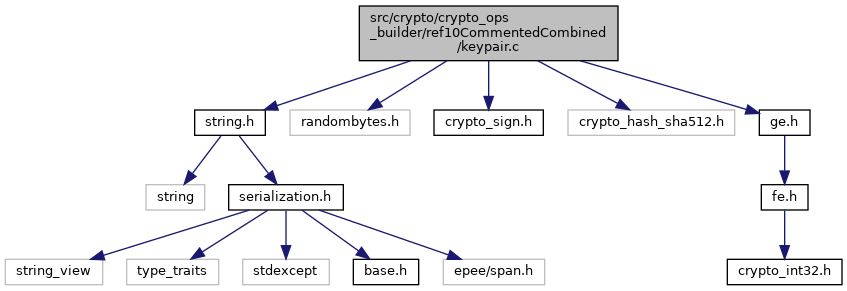 src/crypto/crypto_ops
_builder/ref10CommentedCombined
/keypair.c
string.h
randombytes.h
crypto_sign.h
crypto_hash_sha512.h
ge.h
string
serialization.h
fe.h
string_view
type_traits
stdexcept
base.h
epee/span.h
crypto_int32.h